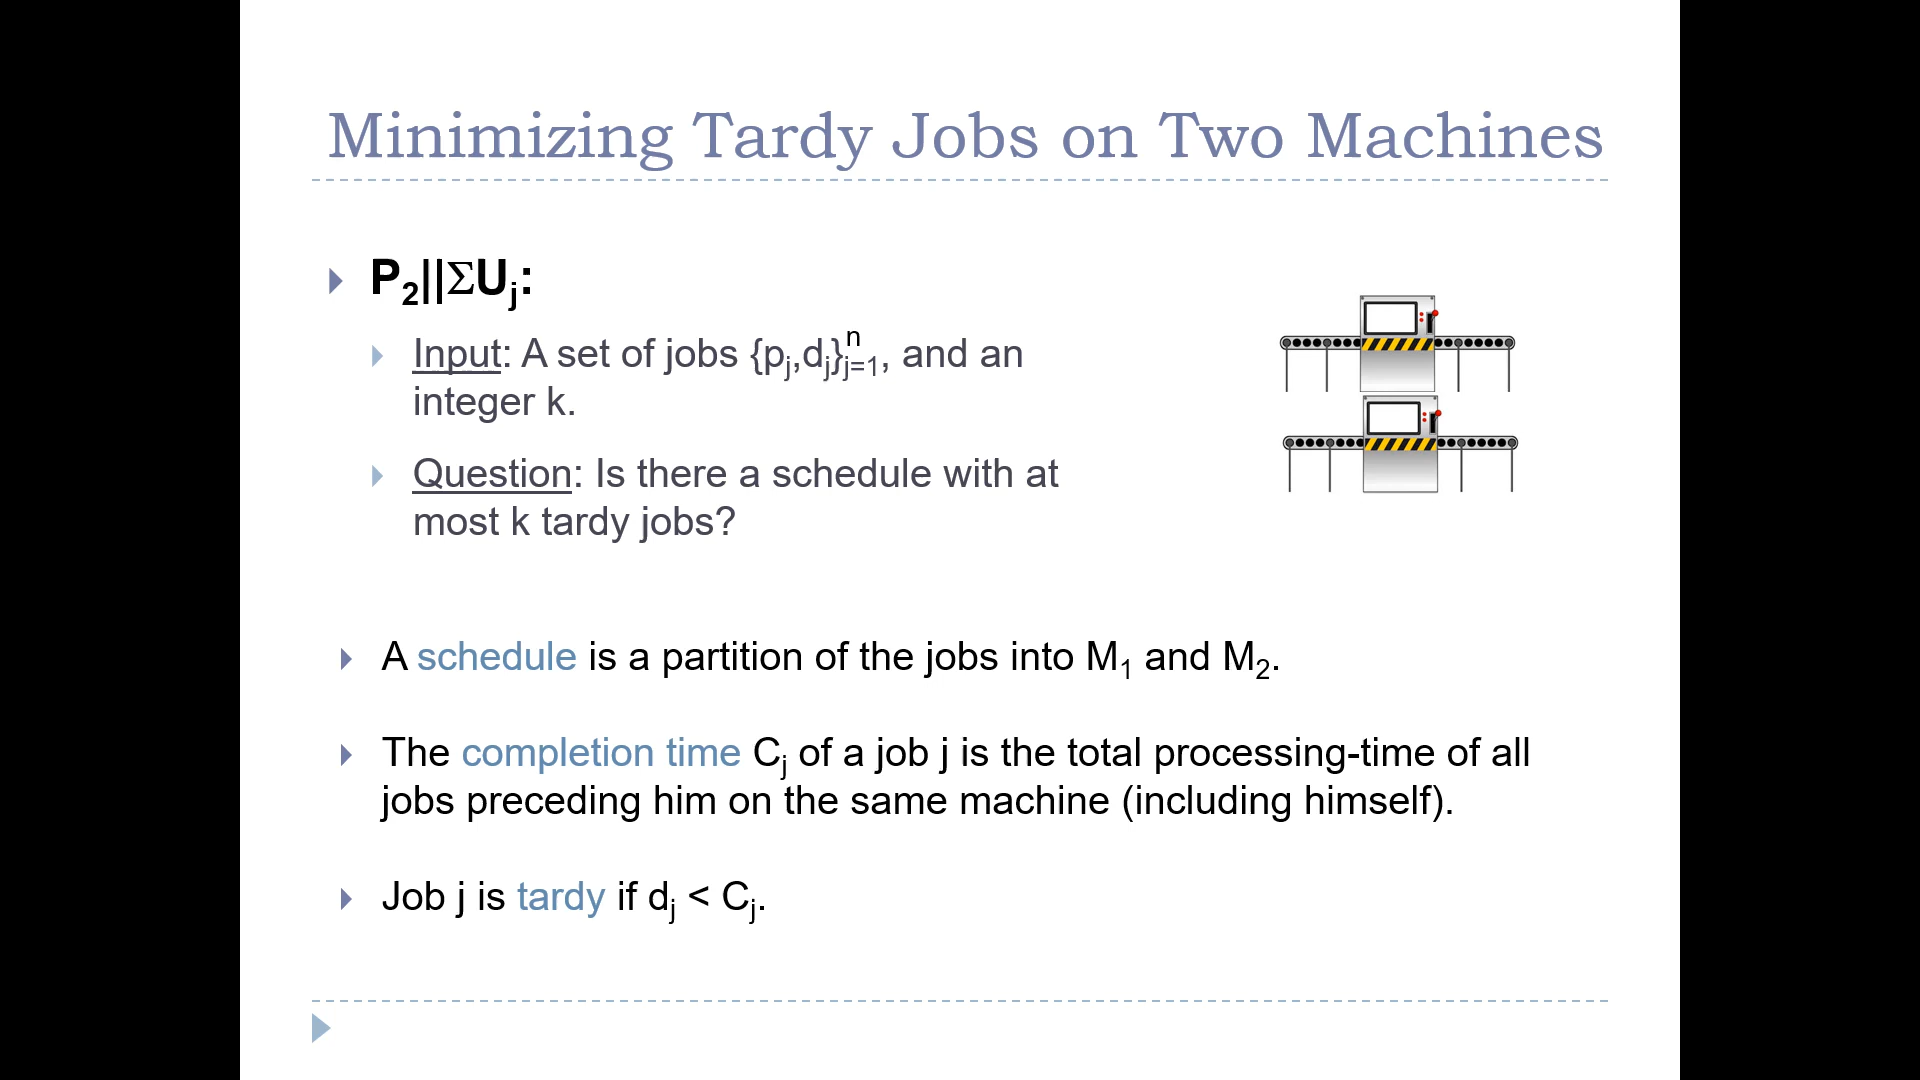 Minimizing Tardy Jobs on Two Machines
P₂||ΣUⱼ:
Input: A set of jobs {pⱼ,dⱼ}ⁿⱼ₌₁, and an
integer k.
Question: Is there a schedule with at
most k tardy jobs?
A schedule is a partition of the jobs into M₁ and M₂.
The completion time Cⱼ of a job j is the total processing-time of all
jobs preceding him on the same machine (including himself).
Job j is tardy if dⱼ < Cⱼ.